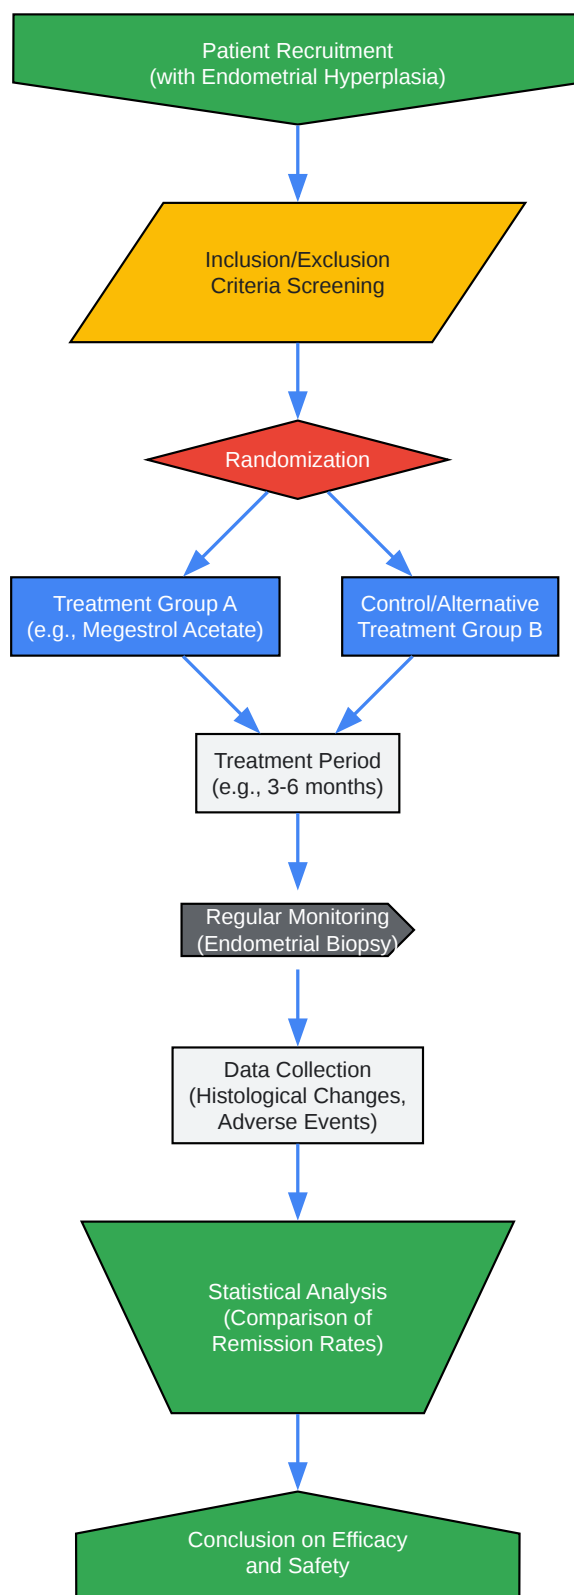 Patient Recruitment
(with Endometrial Hyperplasia)
Inclusion/Exclusion
Criteria Screening
Randomization
Treatment Group A
(e.g., Megestrol Acetate)
Control/Alternative
Treatment Group B
Treatment Period
(e.g., 3-6 months)
Regular Monitoring
(Endometrial Biopsy)
Data Collection
(Histological Changes,
Adverse Events)
Statistical Analysis
(Comparison of
Remission Rates)
Conclusion on Efficacy
and Safety